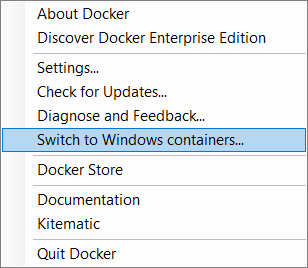 About Docker
Discover Docker Enterprise Edition
Settings...
Check for Updates...
Diagnose and Feedback...
Switch to Windows containers...
Docker Store
Documentation
Kitematic
Quit Docker